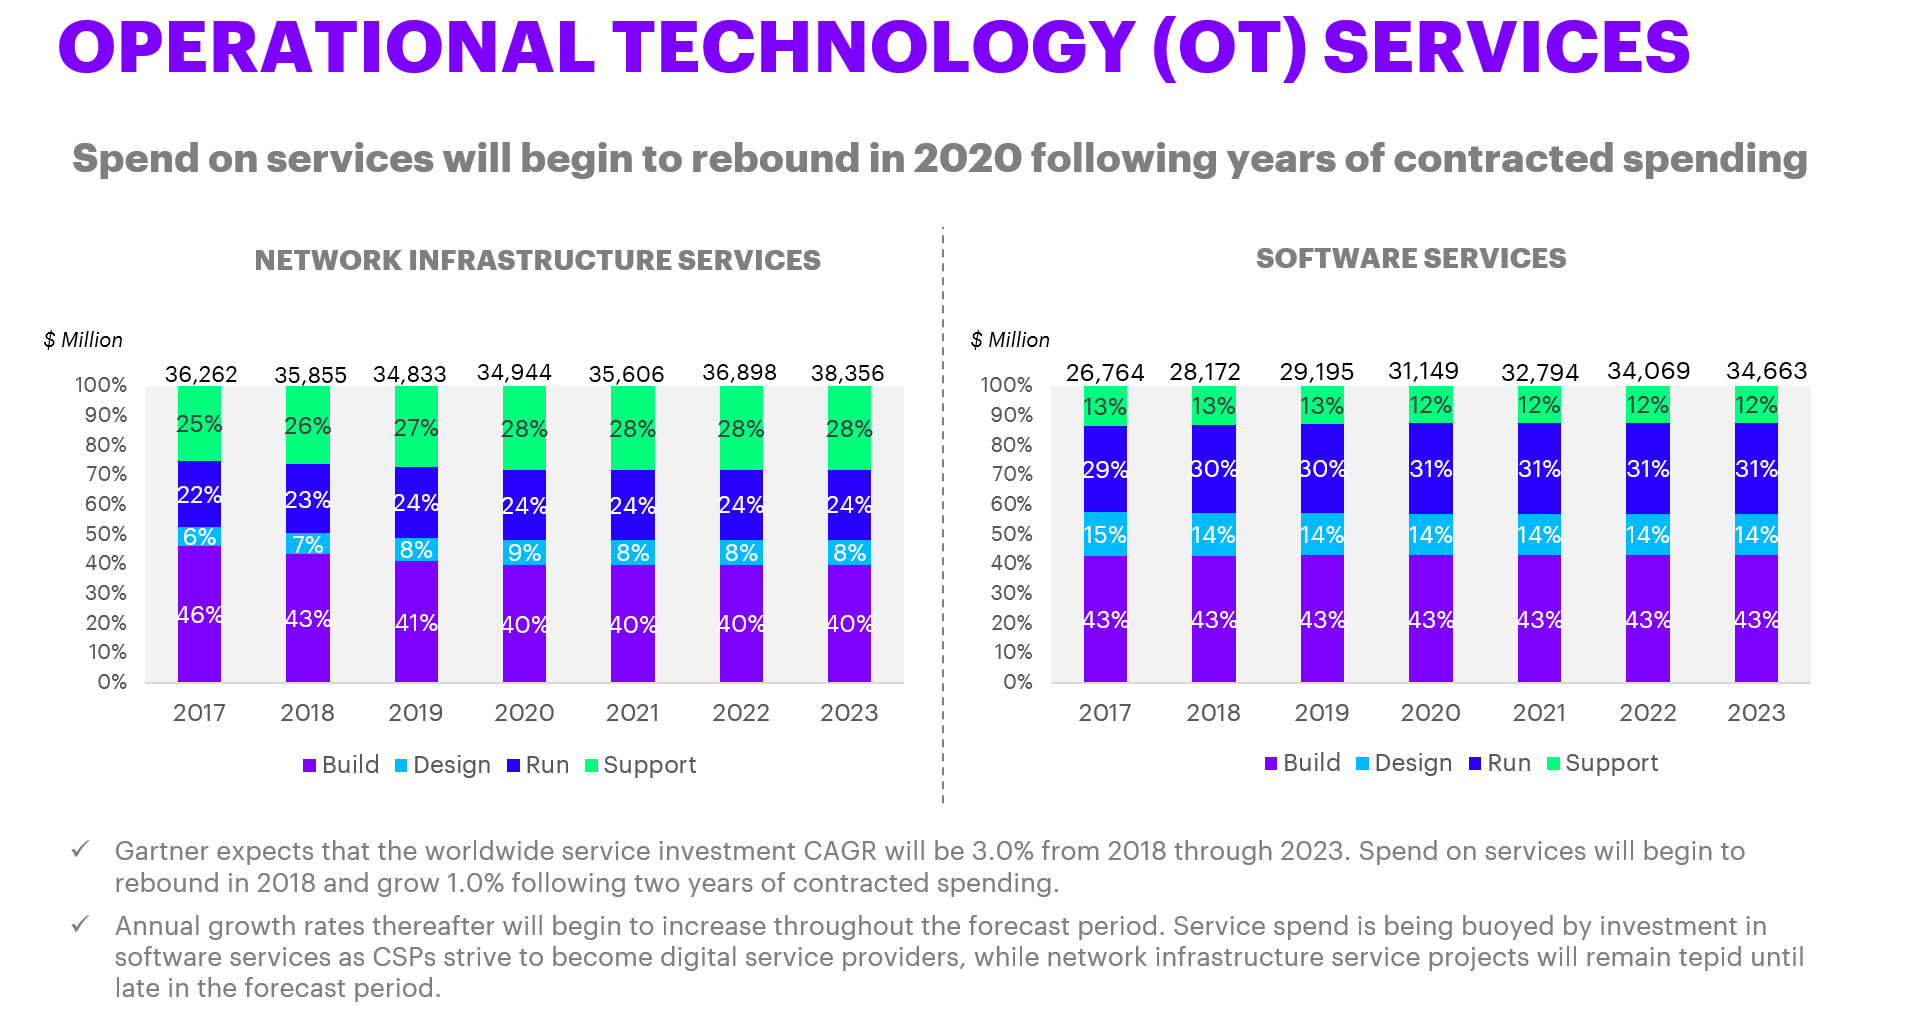 OPERATIONAL TECHNOLOGY (OT) SERVICES
Spend on services will begin to rebound in 2020 following years of contracted spending
NETWORK INFRASTRUCTURE SERVICES
$ Million
36,262 35,855 34,833 34,944 35,606 36,898 38,356
100%
90%
80%
70%
60%
50%
40%
30%
20%
10%
0%
25% 26% 27% 28% 28% 28% 28%
22% 23% 24% 24% 24% 24% 24%
6% 7% 8% 9% 8% 8% 8%
46% 43% 41% 40% 40% 40% 40%
2017 2018 2019 2020 2021 2022 2023
Build Design Run Support
SOFTWARE SERVICES
$ Million
26,764 28,172 29,195 31,149 32,794 34,069 34,663
100%
90%
80%
70%
60%
50%
40%
30%
20%
10%
0%
13% 13% 13% 12% 12% 12% 12%
29% 30% 30% 31% 31% 31% 31%
15% 14% 14% 14% 14% 14% 14%
43% 43% 43% 43% 43% 43% 43%
2017 2018 2019 2020 2021 2022 2023
Build Design Run Support
✓ Gartner expects that the worldwide service investment CAGR will be 3.0% from 2018 through 2023. Spend on services will begin to
rebound in 2018 and grow 1.0% following two years of contracted spending.
✓ Annual growth rates thereafter will begin to increase throughout the forecast period. Service spend is being buoyed by investment in
software services as CSPs strive to become digital service providers, while network infrastructure service projects will remain tepid until
late in the forecast period.